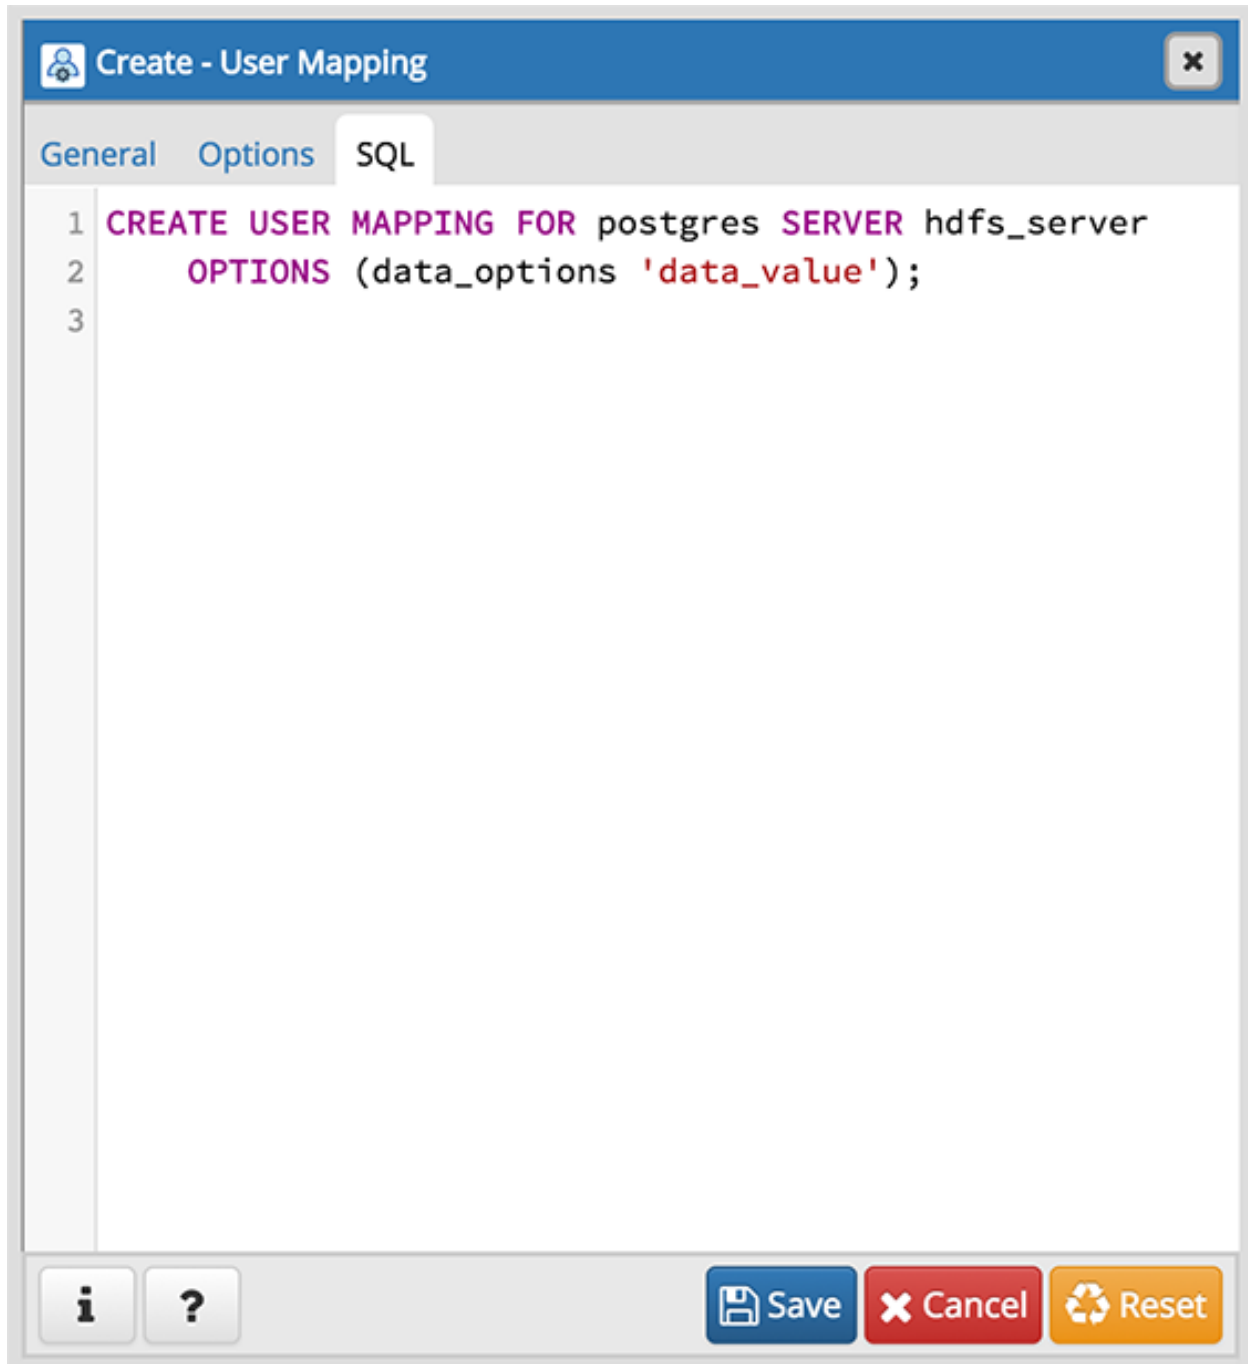 Create - User Mapping
General Options SQL
1 CREATE USER MAPPING FOR postgres SERVER hdfs_server
2 OPTIONS (data_options 'data_value');
3
i ? Save Cancel Reset